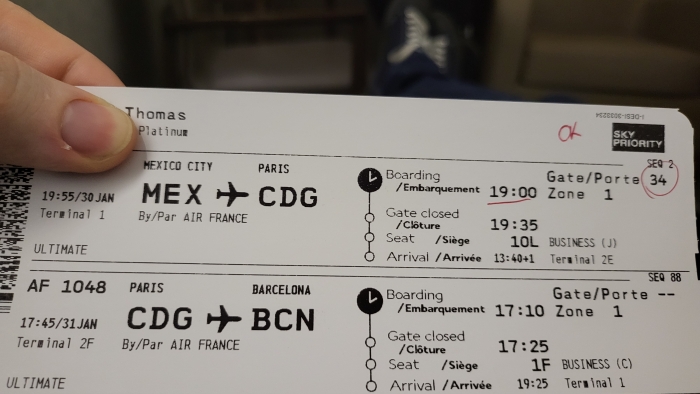 Thomas
Platinum
OK
SKY PRIORITY
SEQ 2
MEXICO CITY PARIS
19:55/30JAN MEX CDG
Terminal 1 By/Par AIR FRANCE
ULTIMATE
Boarding /Embarquement 19:00
Gate/Porte 34
Zone 1
Gate closed /Clôture 19:35
Seat /Siège 10L BUSINESS (J)
Arrival /Arrivée 13:40+1 Terminal 2E
SEQ 88
AF 1048 PARIS BARCELONA
17:45/31JAN CDG BCN
Terminal 2F By/Par AIR FRANCE
ULTIMATE
Boarding /Embarquement 17:10
Gate/Porte --
Zone 1
Gate closed /Clôture 17:25
Seat /Siège 1F BUSINESS (C)
Arrival /Arrivée 19:25 Terminal 1